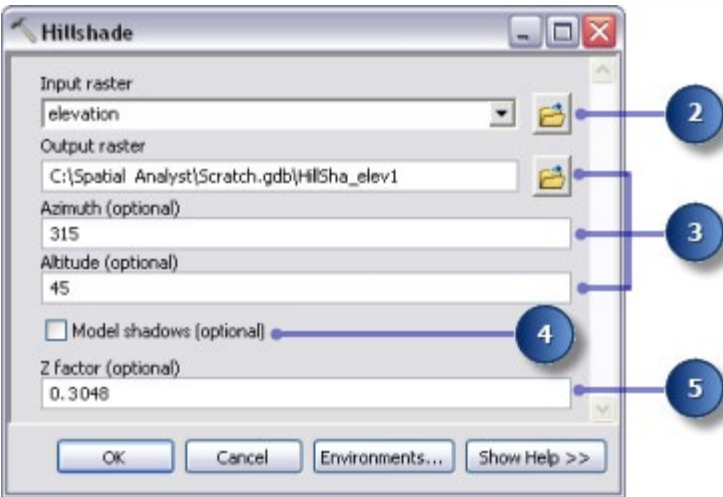 Hillshade
Input raster
elevation
2
Output raster
C:\Spatial Analyst\Scratch.gdb\HillSha_elev1
Azimuth (optional)
315
3
Altitude (optional)
45
Model shadows (optional)
4
Z factor (optional)
0.3048
5
OK
Cancel
Environments...
Show Help >>